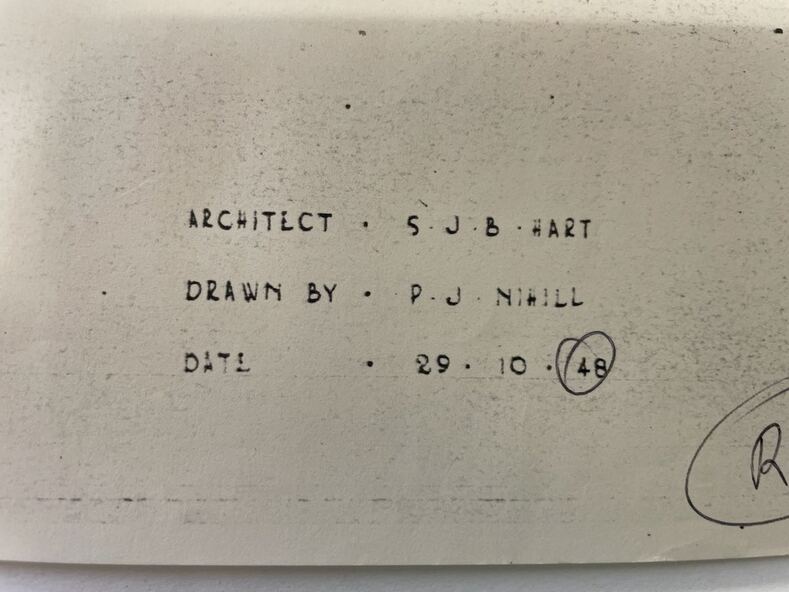 ARCHITECT · S · J · B · HART
DRAWN BY · P · J · NIHILL
DATE · 29 · 10 · 48
R